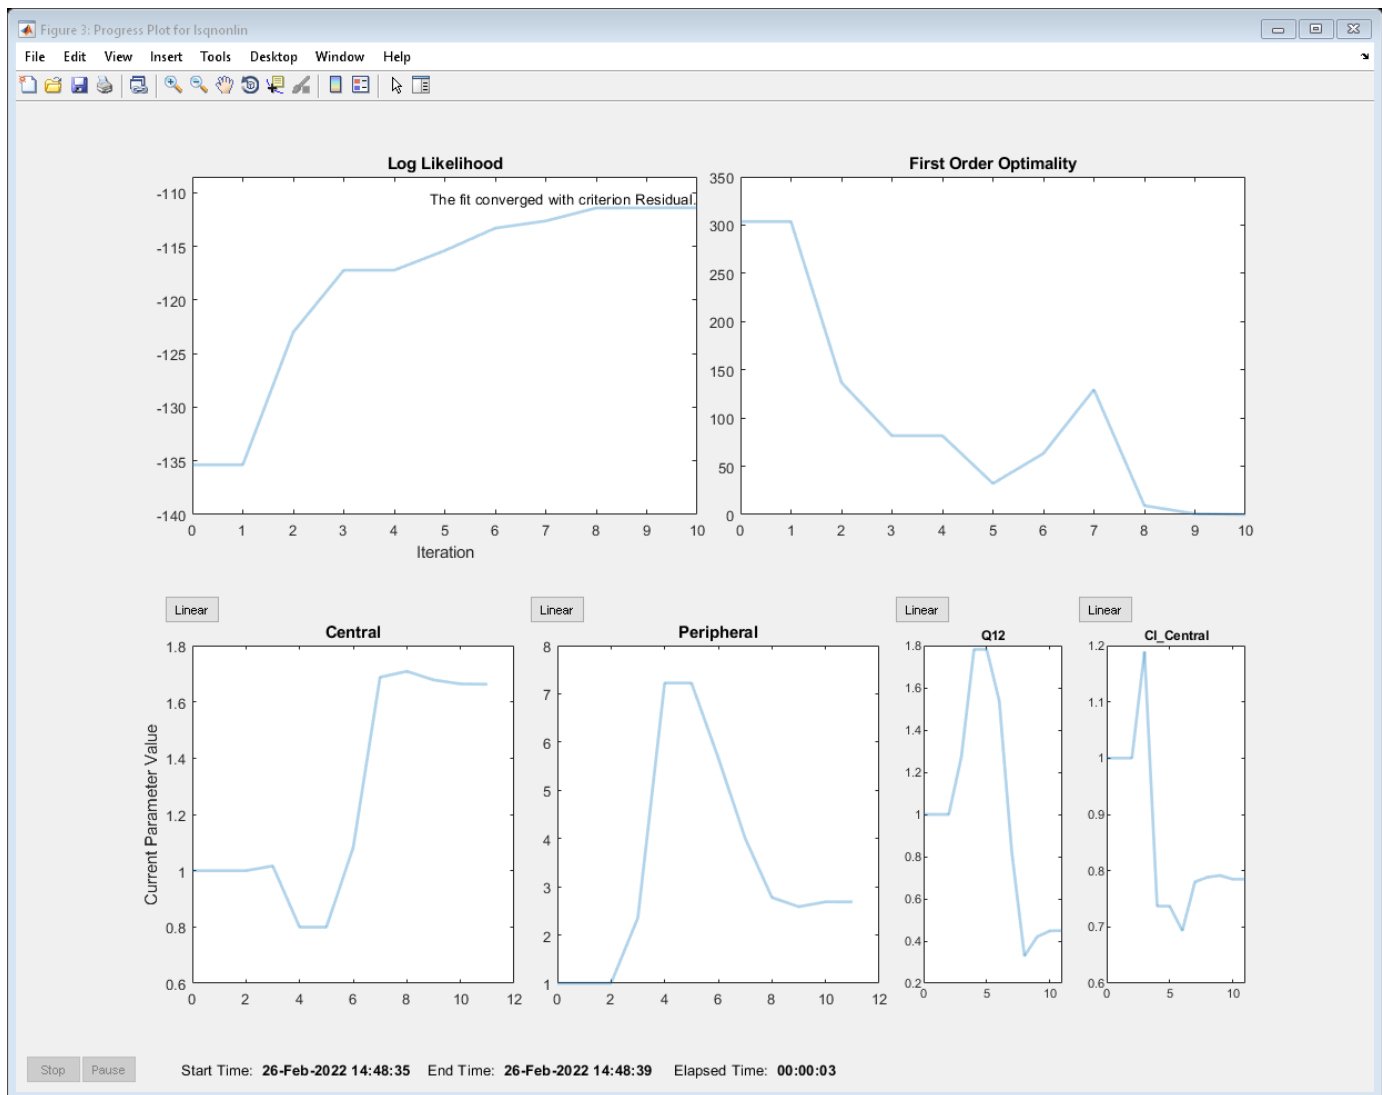 Figure 3: Progress Plot for lsqnonlin
File Edit View Insert Tools Desktop Window Help
Log Likelihood
The fit converged with criterion Residual.
-110
-115
-120
-125
-130
-135
-140
0 1 2 3 4 5 6 7 8 9 10
Iteration
First Order Optimality
350
300
250
200
150
100
50
0
0 1 2 3 4 5 6 7 8 9 10
Linear
Central
Current Parameter Value
1.8
1.6
1.4
1.2
1
0.8
0.6
0 2 4 6 8 10 12
Linear
Peripheral
8
7
6
5
4
3
2
1
0 2 4 6 8 10 12
Linear
Q12
1.8
1.6
1.4
1.2
1
0.8
0.6
0.4
0.2
0 5 10
Linear
Cl_Central
1.2
1.1
1
0.9
0.8
0.7
0.6
0 5 10
Stop Pause Start Time: 26-Feb-2022 14:48:35 End Time: 26-Feb-2022 14:48:39 Elapsed Time: 00:00:03